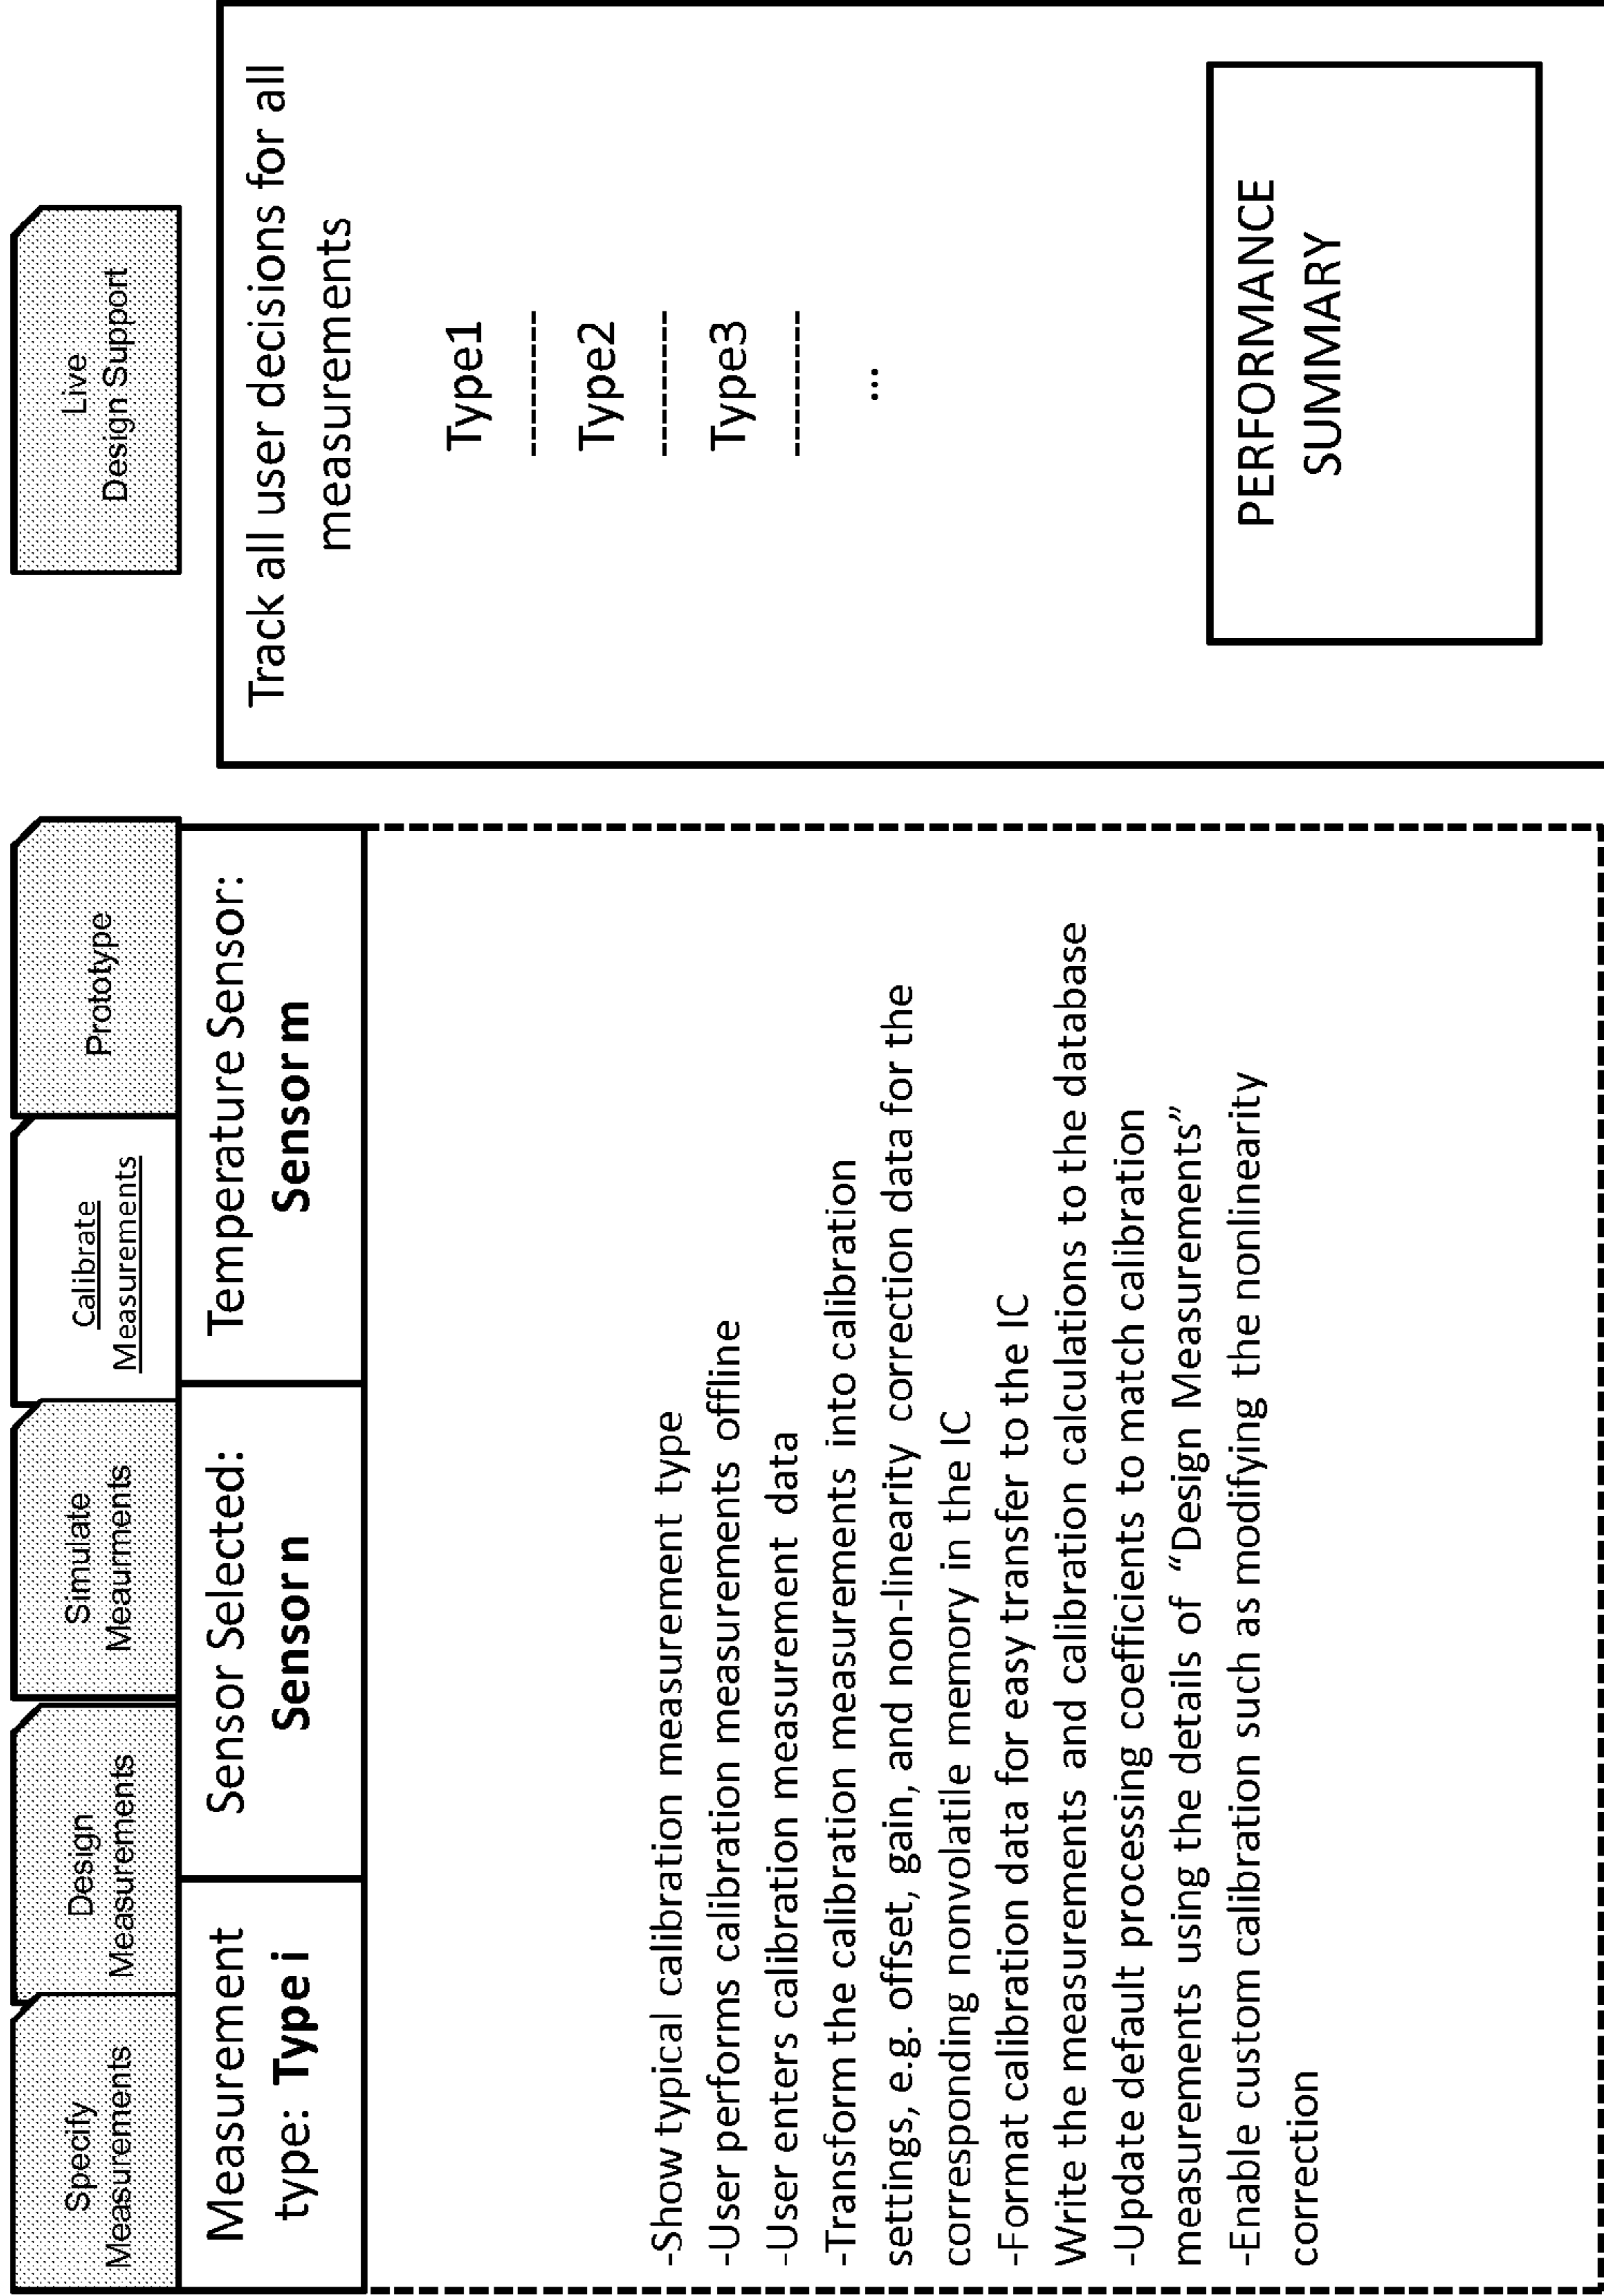 Specify
Measurements
Design
Measurements
Simulate
Meaurments
Calibrate
Measurements
Prototype
Live
Design Support
Measurement
type: Type i
Sensor Selected:
Sensor n
Temperature Sensor:
Sensor m
-Show typical calibration measurement type
-User performs calibration measurements offline
-User enters calibration measurement data
-Transform the calibration measurements into calibration
settings, e.g. offset, gain, and non-linearity correction data for the
corresponding nonvolatile memory in the IC
-Format calibration data for easy transfer to the IC
Write the measurements and calibration calculations to the database
-Update default processing coefficients to match calibration
measurements using the details of “Design Measurements”
-Enable custom calibration such as modifying the nonlinearity
correction
Track all user decisions for all
measurements
Type1
----------
Type2
----------
Type3
----------
...
PERFORMANCE
SUMMARY